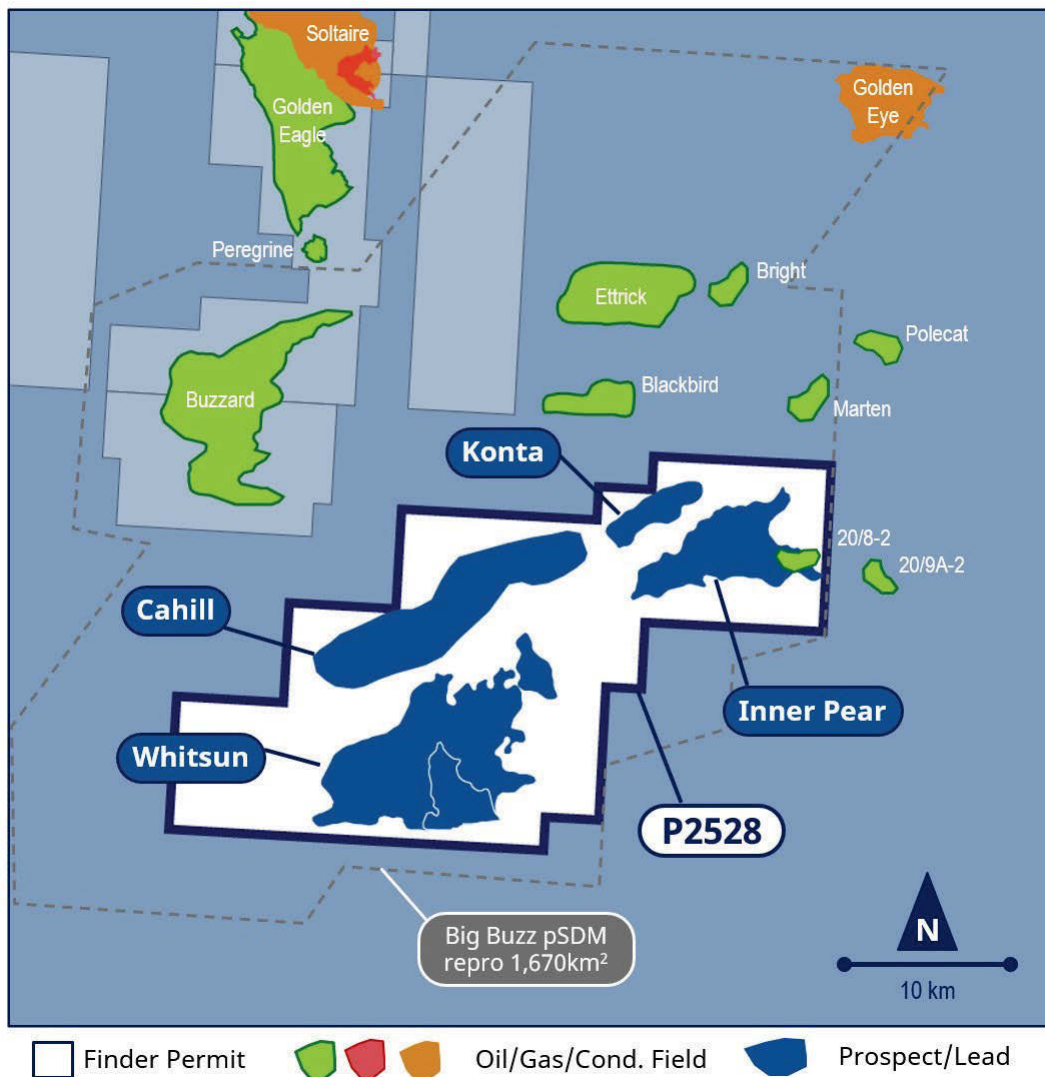 Soltaire
Golden
Eagle
Golden
Eye
Peregrine
Bright
Ettrick
Polecat
Blackbird
Buzzard
Marten
Konta
20/8-2
20/9A-2
Cahill
Inner Pear
Whitsun
P2528
Big Buzz pSDM
repro 1,670km²
N
10 km
Finder Permit
Oil/Gas/Cond. Field
Prospect/Lead